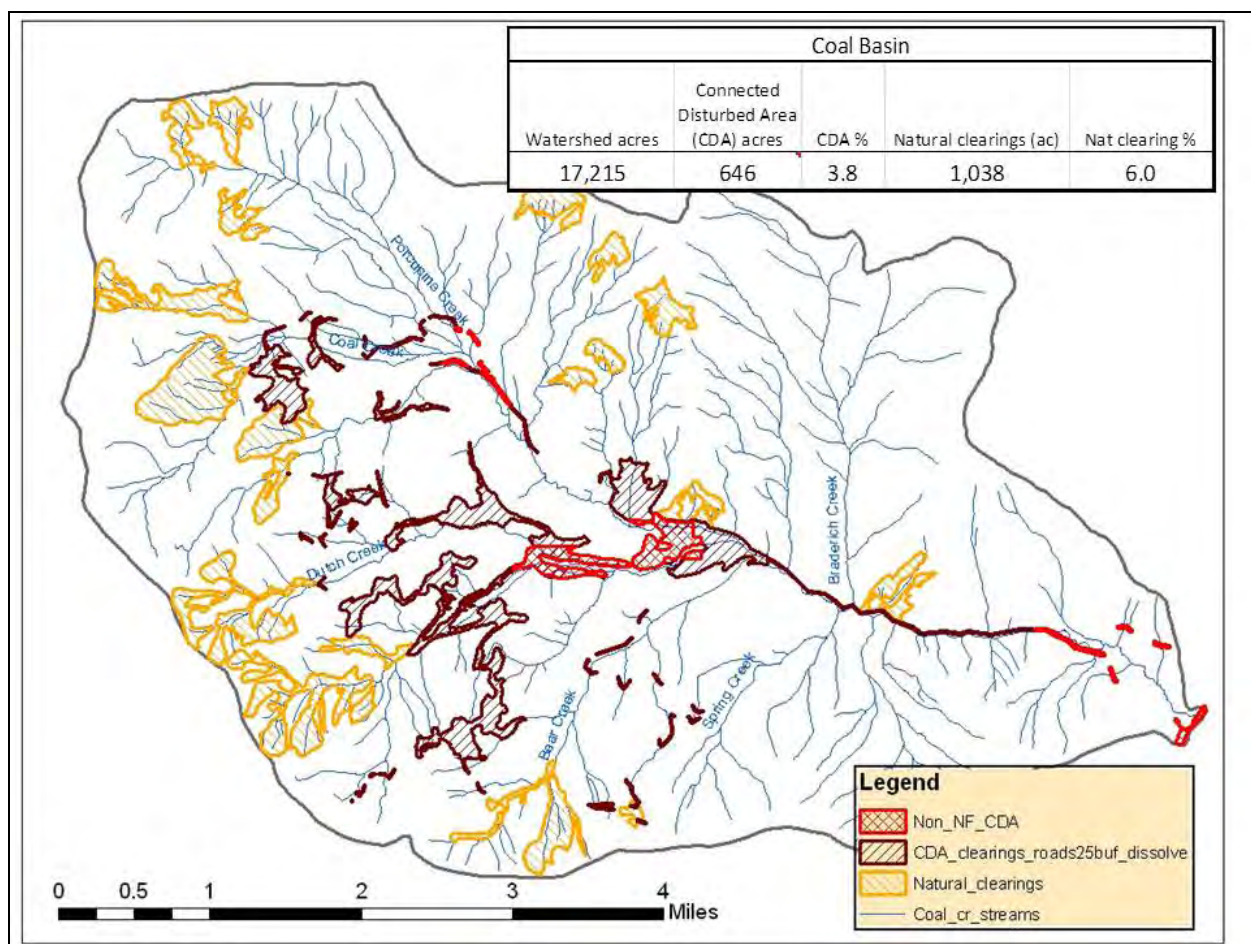 Coal Basin
Watershed acres
Connected
Disturbed Area
(CDA) acres
CDA %
Natural clearings (ac)
Nat clearing %
17,215 646 3.8 1,038 6.0
Porcupine Creek
Coal Creek
Dutch Creek
Braderich Creek
Bear Creek
Spring Creek
Legend
Non_NF_CDA
CDA_clearings_roads25buf_dissolve
Natural_clearings
Coal_cr_streams
0 0.5 1 2 3 4
Miles